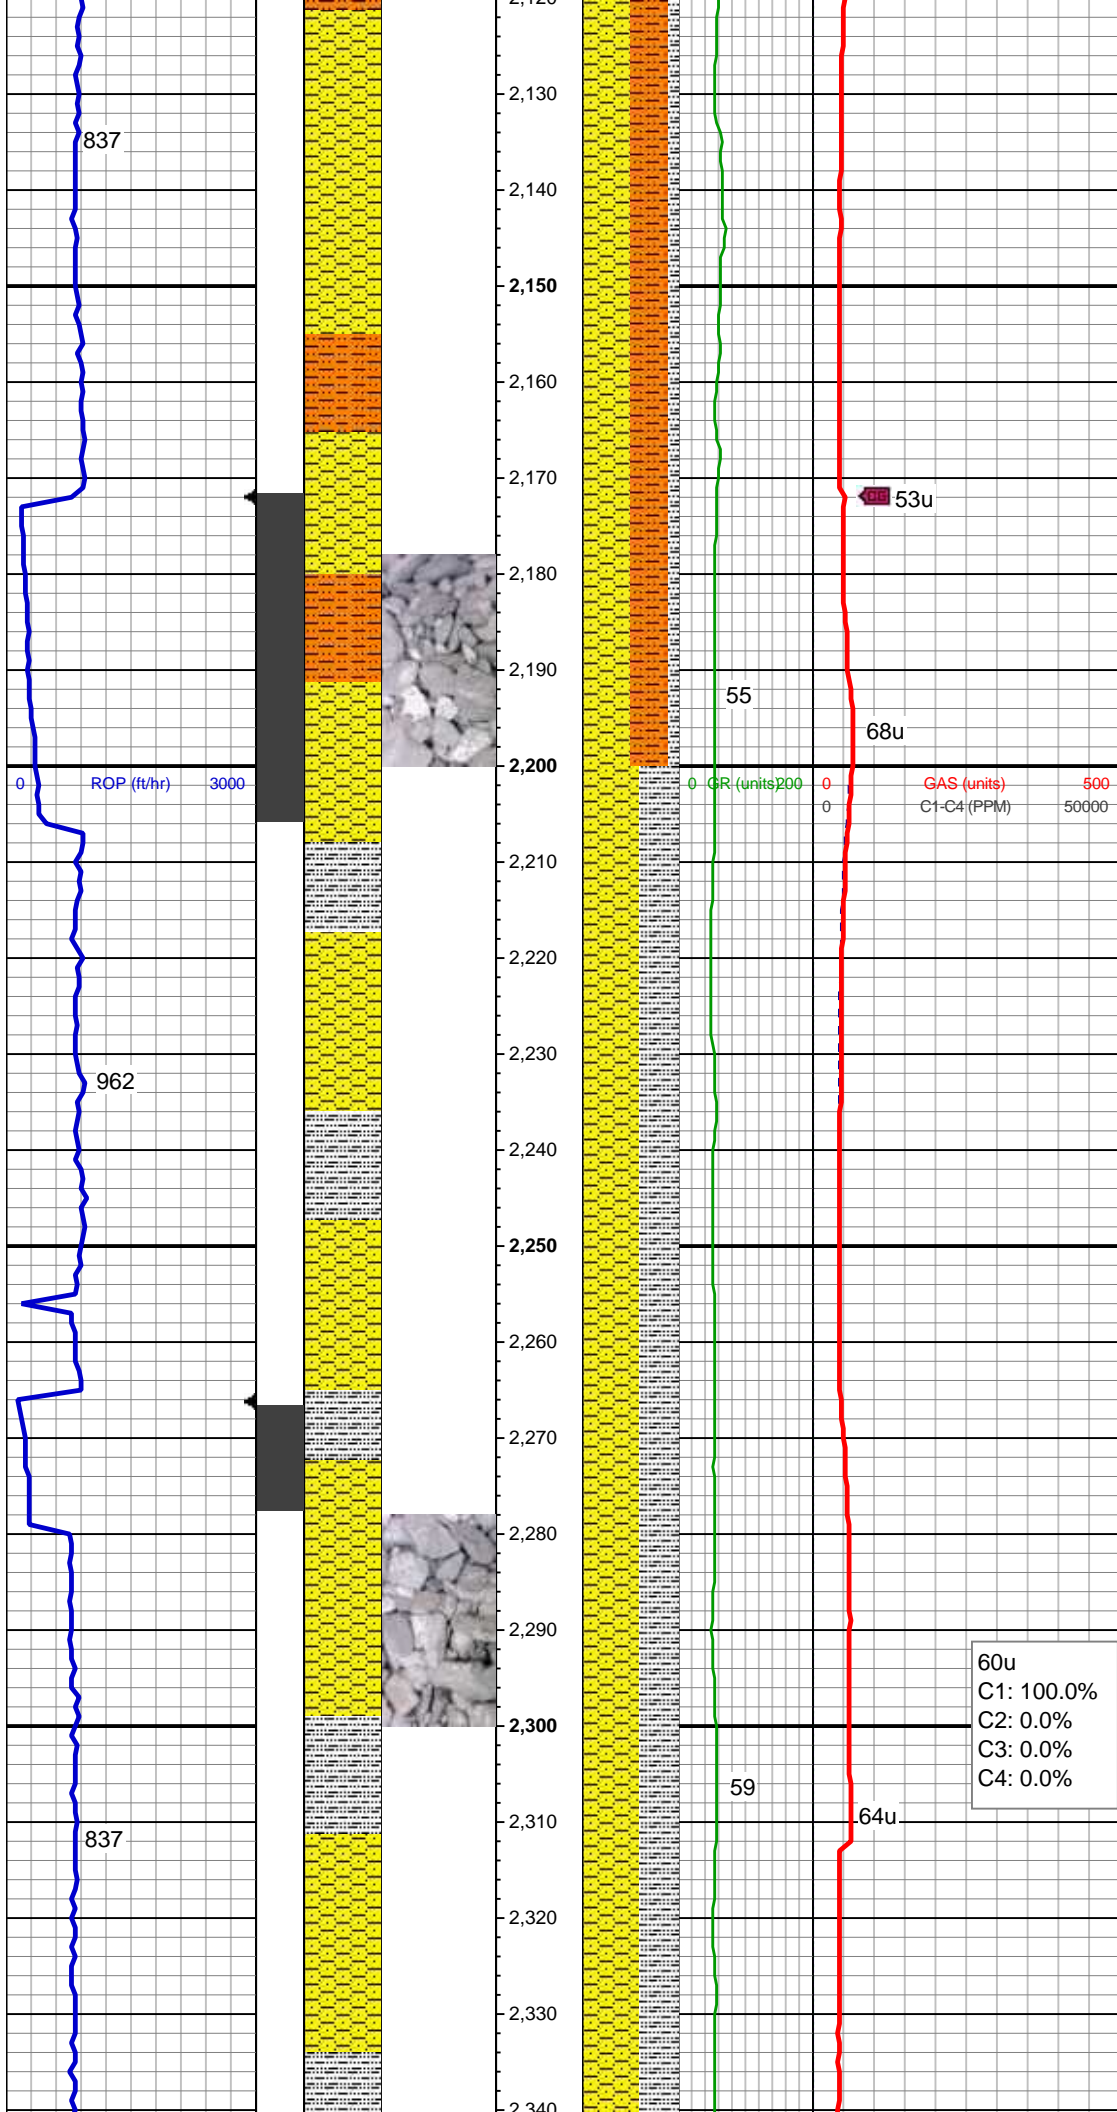 2,120
2,130
837
2,140
2,150
2,160
2,170
CG 53u
2,180
2,190
55
68u
2,200
0 ROP (ft/hr) 3000
0 GR (units) 200
0 GAS (units) 500
0 C1-C4 (PPM) 50000
2,210
2,220
2,230
962
2,240
2,250
2,260
2,270
2,280
2,290
60u
C1: 100.0%
C2: 0.0%
C3: 0.0%
C4: 0.0%
2,300
59
2,310
64u
837
2,320
2,330
2,340